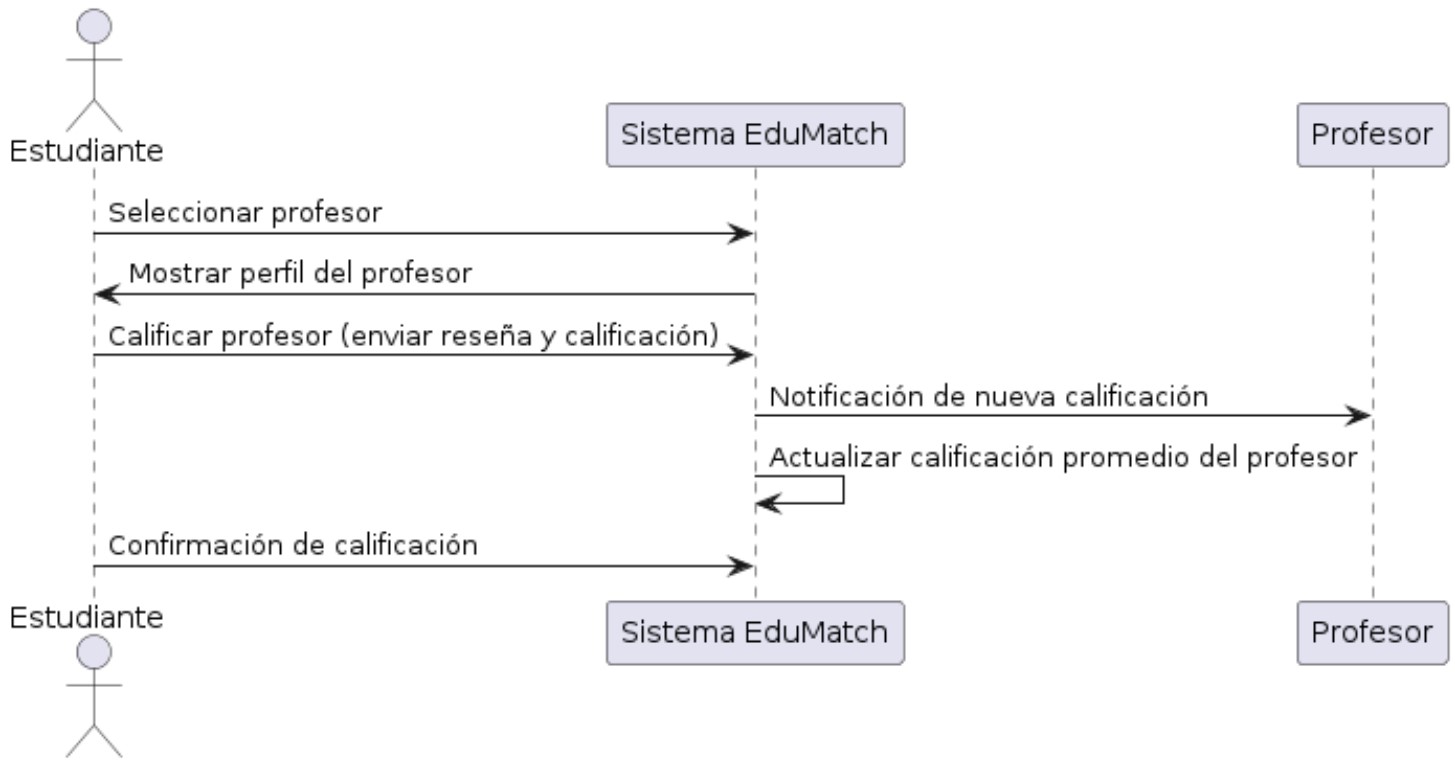 Estudiante
Sistema EduMatch
Profesor
Seleccionar profesor
Mostrar perfil del profesor
Calificar profesor (enviar reseña y calificación)
Notificación de nueva calificación
Actualizar calificación promedio del profesor
Confirmación de calificación
Estudiante
Sistema EduMatch
Profesor